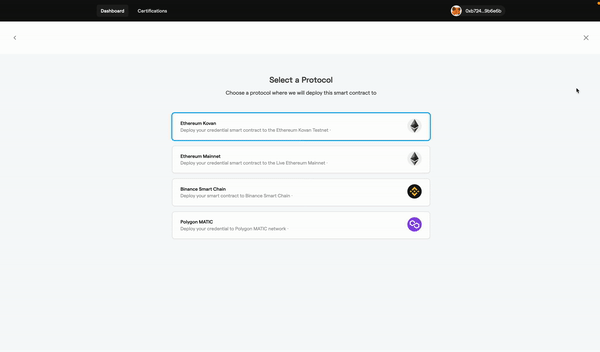 Dashboard
Certifications
0xb724...9b6e6b
Select a Protocol
Choose a protocol where we will deploy this smart contract to
Ethereum Kovan
Deploy your credential smart contract to the Ethereum Kovan Testnet ·
Ethereum Mainnet
Deploy your credential smart contract to the Live Ethereum Mainnet ·
Binance Smart Chain
Deploy your smart contract to Binance Smart Chain ·
Polygon MATIC
Deploy your credential to Polygon MATIC network ·